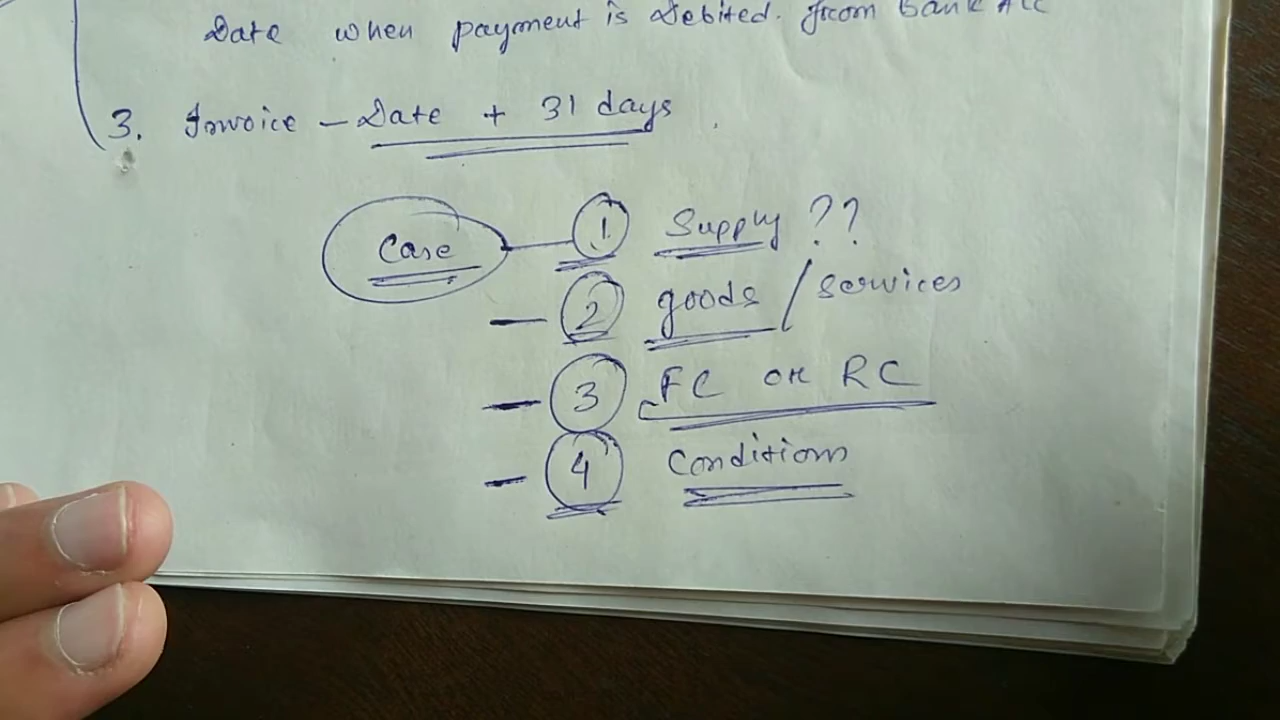 Date when payment is Debited. from bank A/c
3. Invoice - Date + 31 days
Case 1 Supply ??
- 2 goods / services
- 3 FC or RC
- 4 Conditions